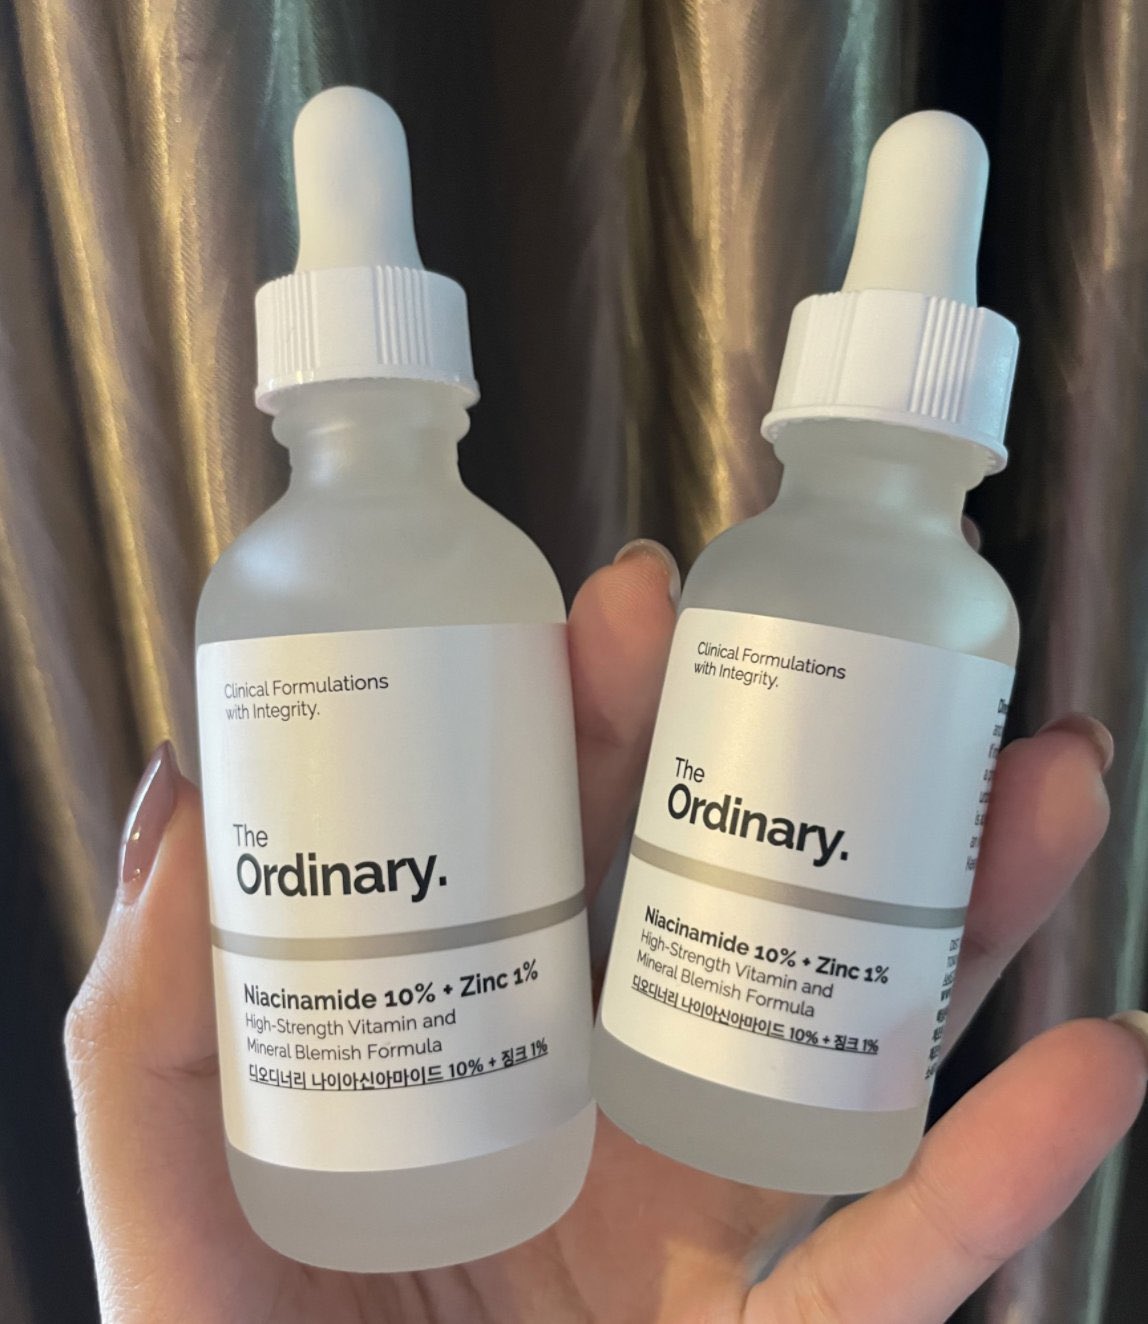 Clinical Formulations
with Integrity.
The
Ordinary.
Niacinamide 10% + Zinc 1%
High-Strength Vitamin and
Mineral Blemish Formula
디오디너리 나이아신아마이드 10% + 징크 1%
Clinical Formulations
with Integrity.
The
Ordinary.
Niacinamide 10% + Zinc 1%
High-Strength Vitamin and
Mineral Blemish Formula
디오디너리 나이아신아마이드 10% + 징크 1%